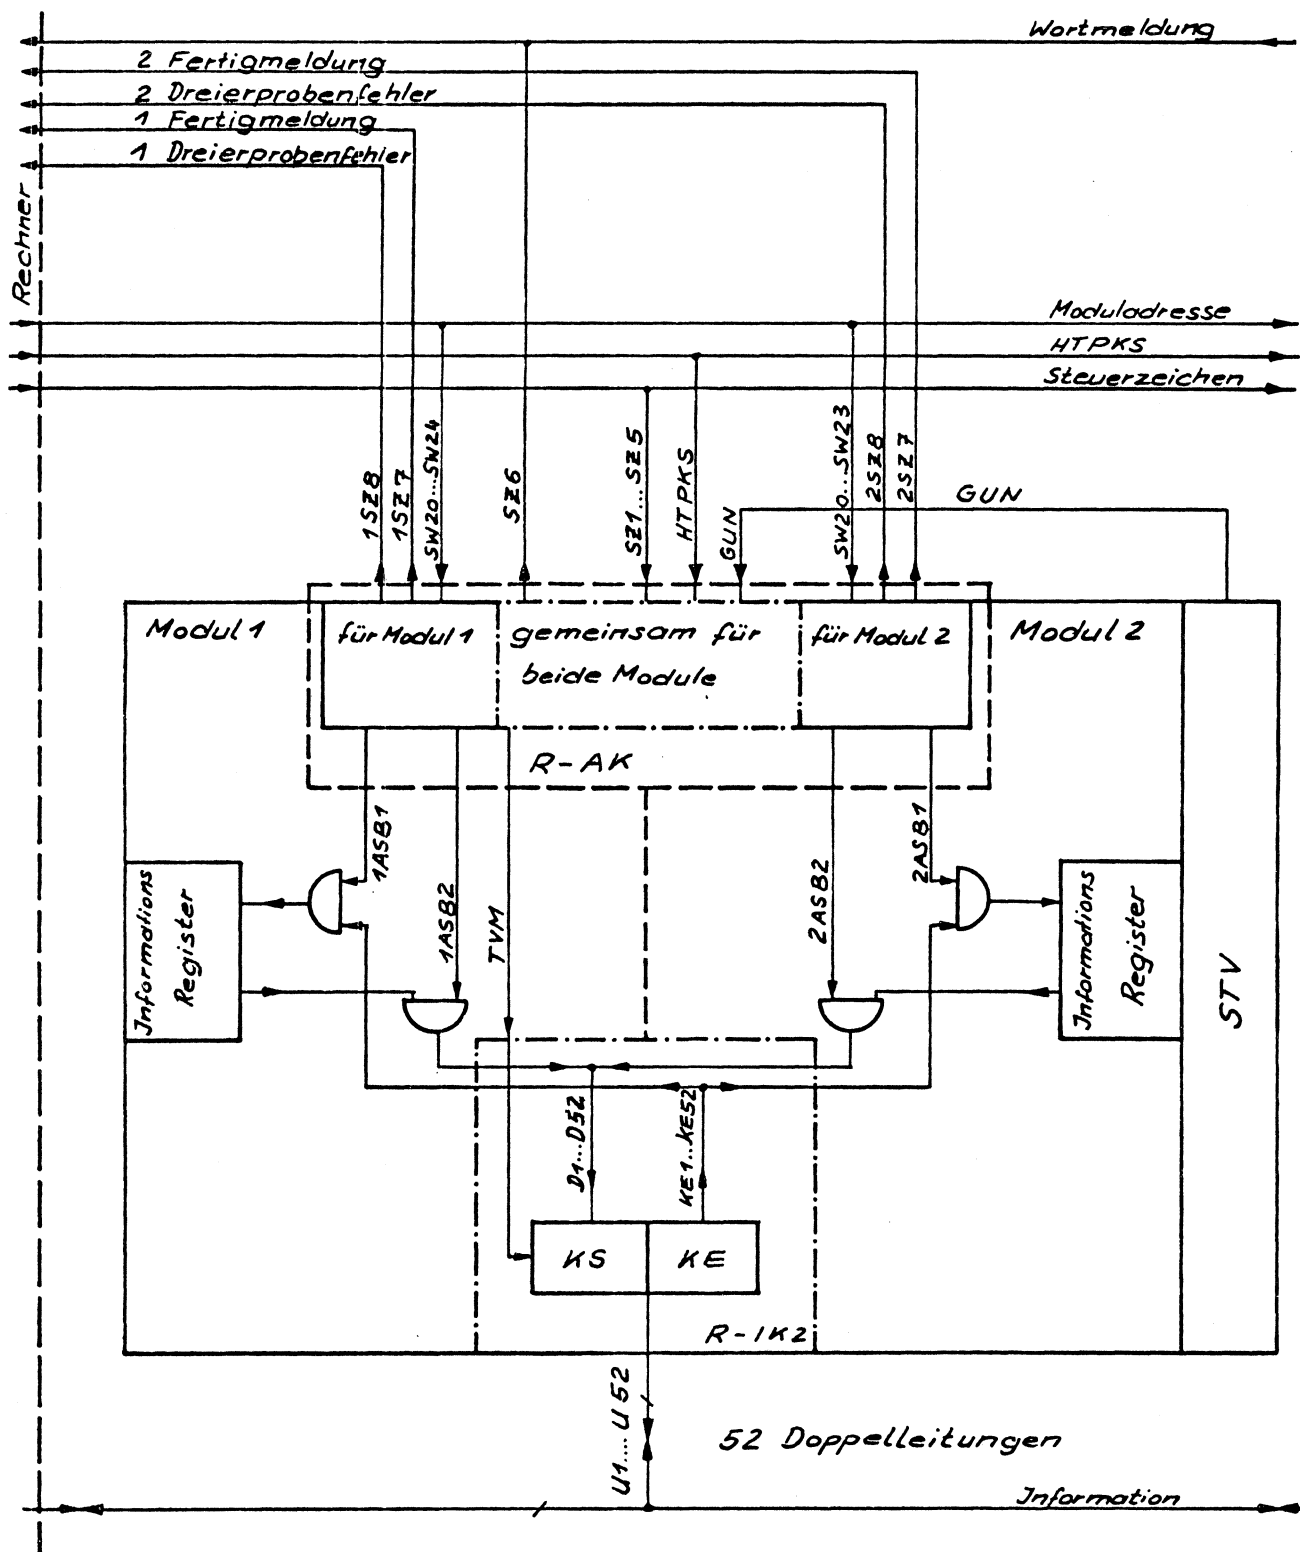 Wortmeldung
2 Fertigmeldung
2 Dreierprobenfehler
1 Fertigmeldung
1 Dreierprobenfehler
Rechner
Moduladresse
HTPKS
Steuerzeichen
1SZ8
1SZ7
SW20...SW24
SZ6
SZ1...SZ5
HTPKS
GUN
SW20...SW23
2SZ8
2SZ7
GUN
Modul 1
für Modul 1
gemeinsam für
beide Module
für Modul 2
Modul 2
R-AK
1ASB1
1ASB2
TVM
2ASB2
2ASB1
Informations
Register
Informations
Register
STV
D1...D52
KE1...KE52
KS
KE
R-IK2
U1....U52
52 Doppelleitungen
Information